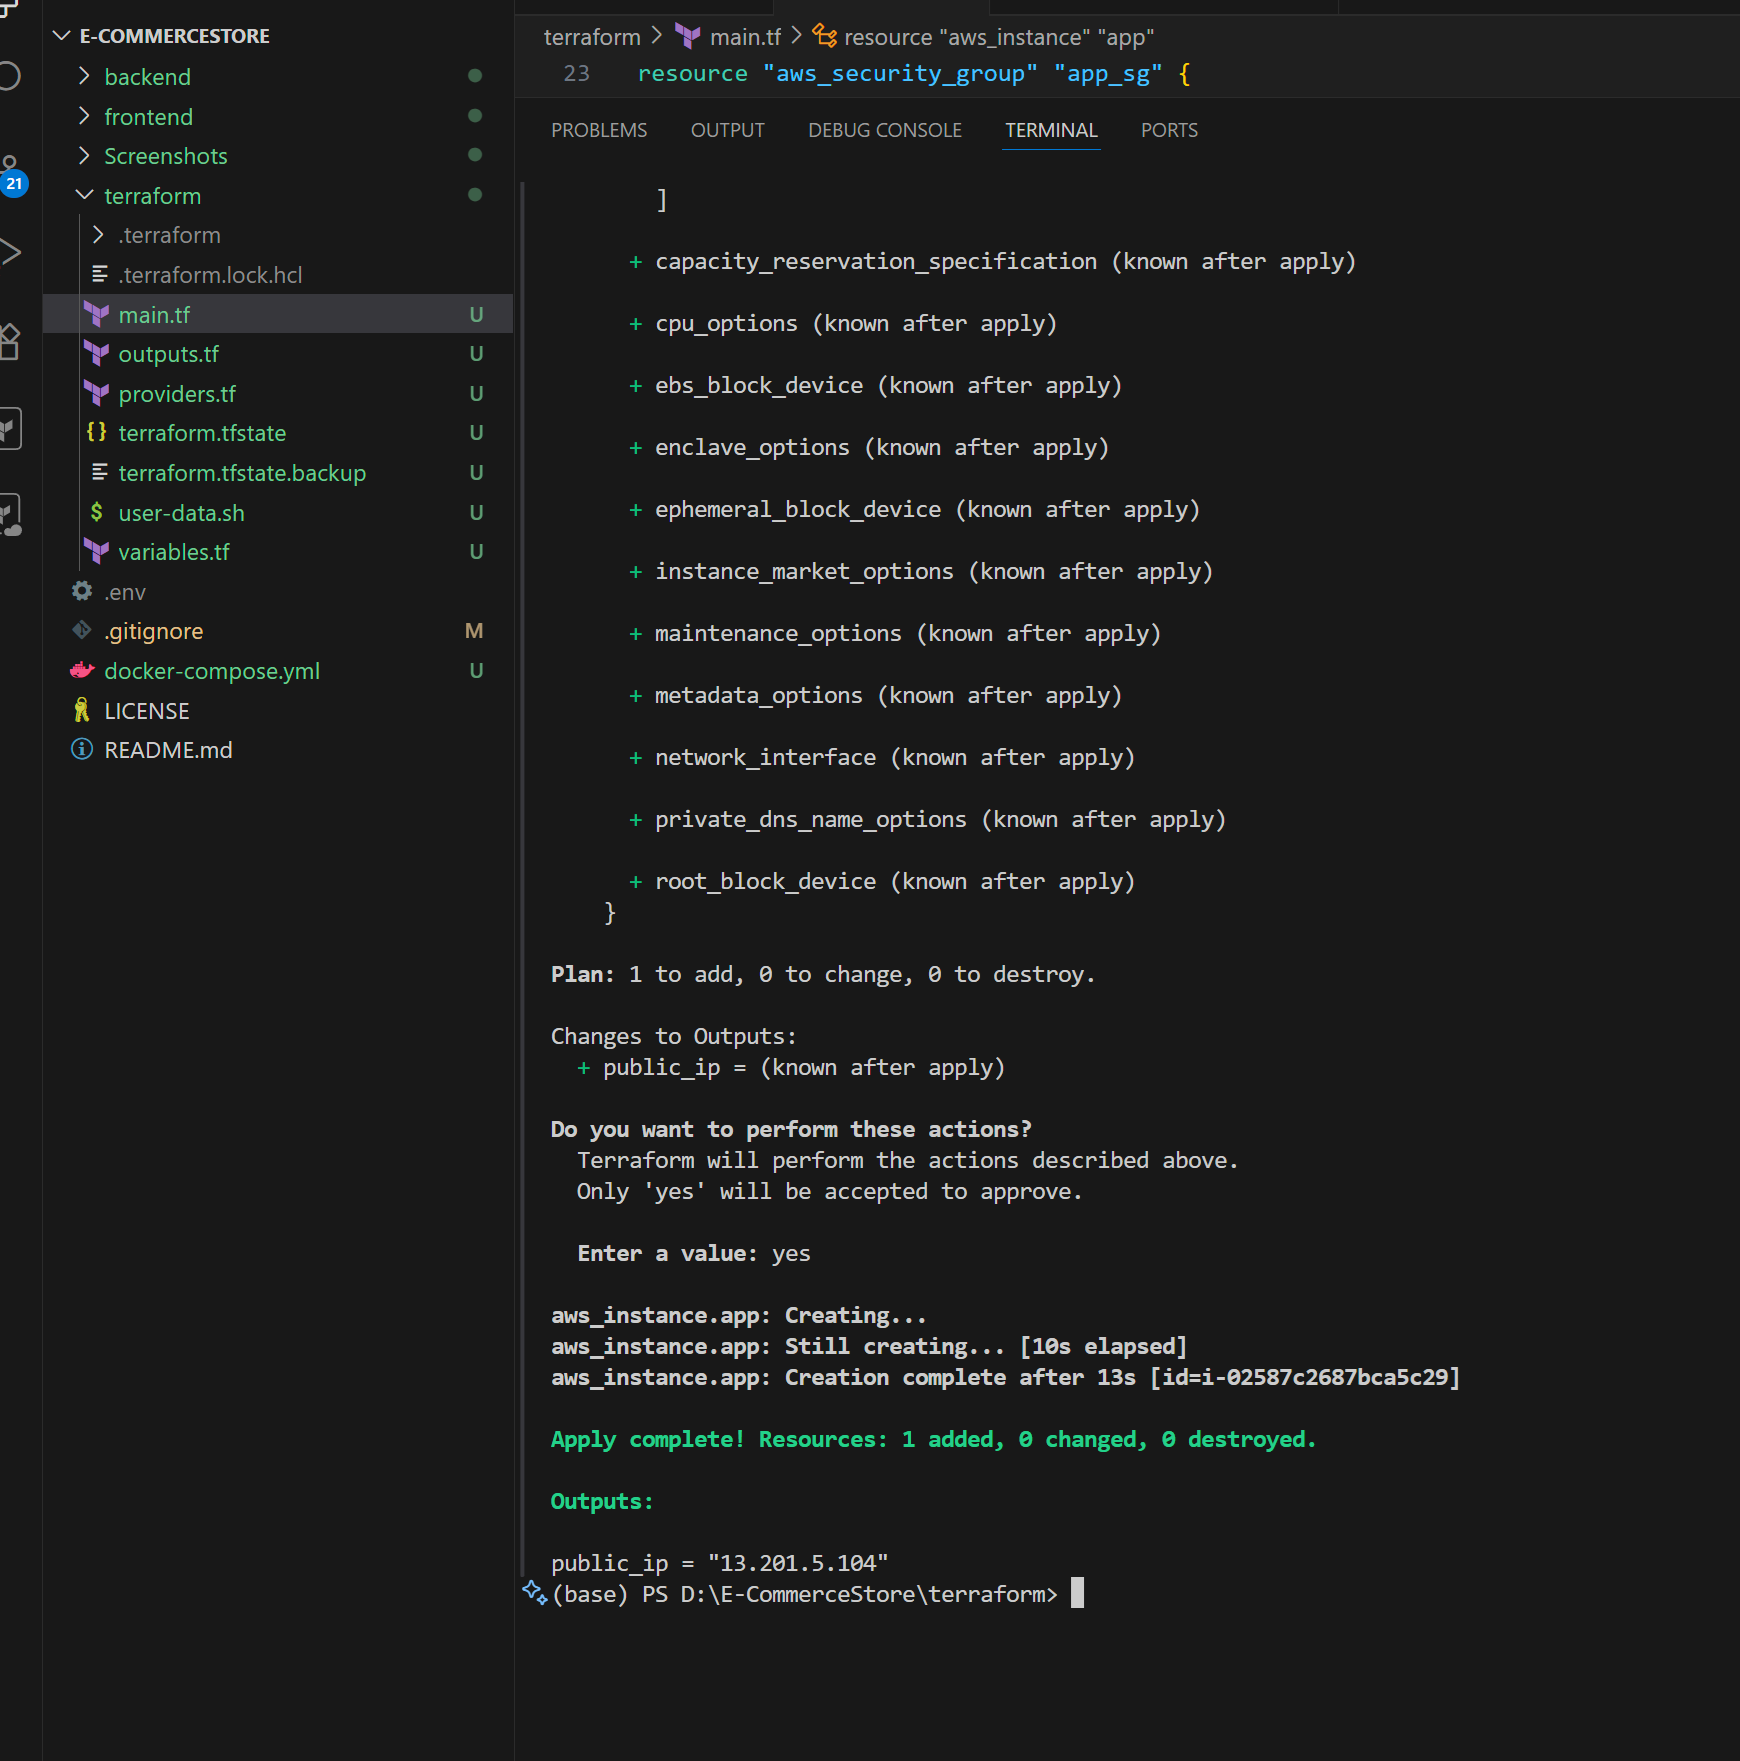 E-COMMERCESTORE
backend
frontend
Screenshots
terraform
.terraform
.terraform.lock.hcl
main.tf U
outputs.tf U
providers.tf U
terraform.tfstate U
terraform.tfstate.backup U
user-data.sh U
variables.tf U
.env
.gitignore M
docker-compose.yml U
LICENSE
README.md
21
terraform > main.tf > resource "aws_instance" "app"
23 resource "aws_security_group" "app_sg" {
PROBLEMS OUTPUT DEBUG CONSOLE TERMINAL PORTS
]
+ capacity_reservation_specification (known after apply)
+ cpu_options (known after apply)
+ ebs_block_device (known after apply)
+ enclave_options (known after apply)
+ ephemeral_block_device (known after apply)
+ instance_market_options (known after apply)
+ maintenance_options (known after apply)
+ metadata_options (known after apply)
+ network_interface (known after apply)
+ private_dns_name_options (known after apply)
+ root_block_device (known after apply)
}
Plan: 1 to add, 0 to change, 0 to destroy.
Changes to Outputs:
+ public_ip = (known after apply)
Do you want to perform these actions?
Terraform will perform the actions described above.
Only 'yes' will be accepted to approve.
Enter a value: yes
aws_instance.app: Creating...
aws_instance.app: Still creating... [10s elapsed]
aws_instance.app: Creation complete after 13s [id=i-02587c2687bca5c29]
Apply complete! Resources: 1 added, 0 changed, 0 destroyed.
Outputs:
public_ip = "13.201.5.104"
(base) PS D:\E-CommerceStore\terraform>